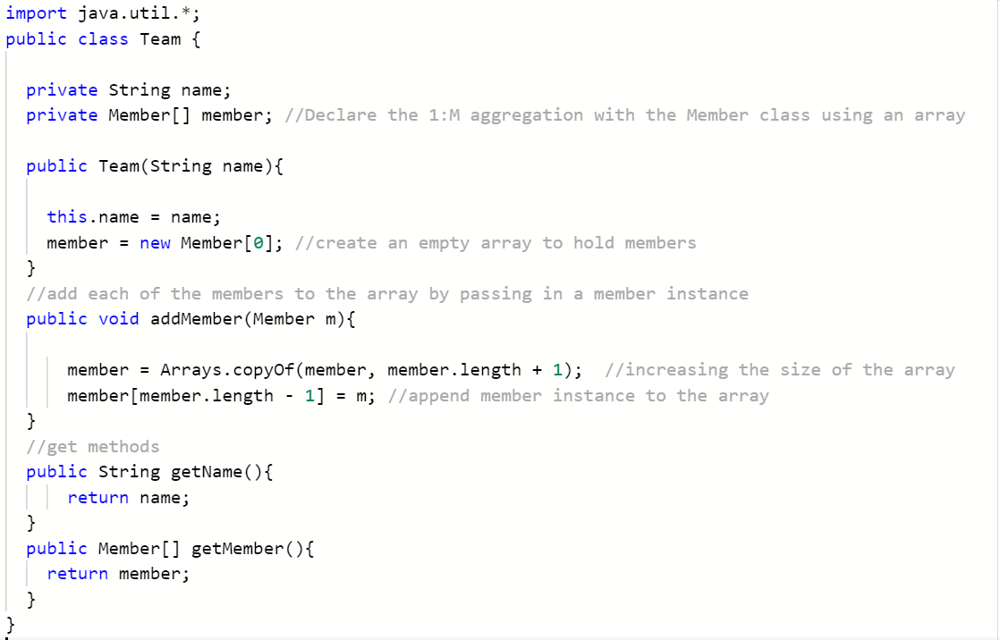 import java.util.*;
public class Team {
private String name;
private Member[] member; //Declare the 1:M aggregation with the Member class using an array
public Team(String name){
this.name = name;
member = new Member[0]; //create an empty array to hold members
}
//add each of the members to the array by passing in a member instance
public void addMember(Member m){
member = Arrays.copyOf(member, member.length + 1);  //increasing the size of the array
member[member.length - 1] = m; //append member instance to the array
}
//get methods
public String getName(){
return name;
}
public Member[] getMember(){
return member;
}
}